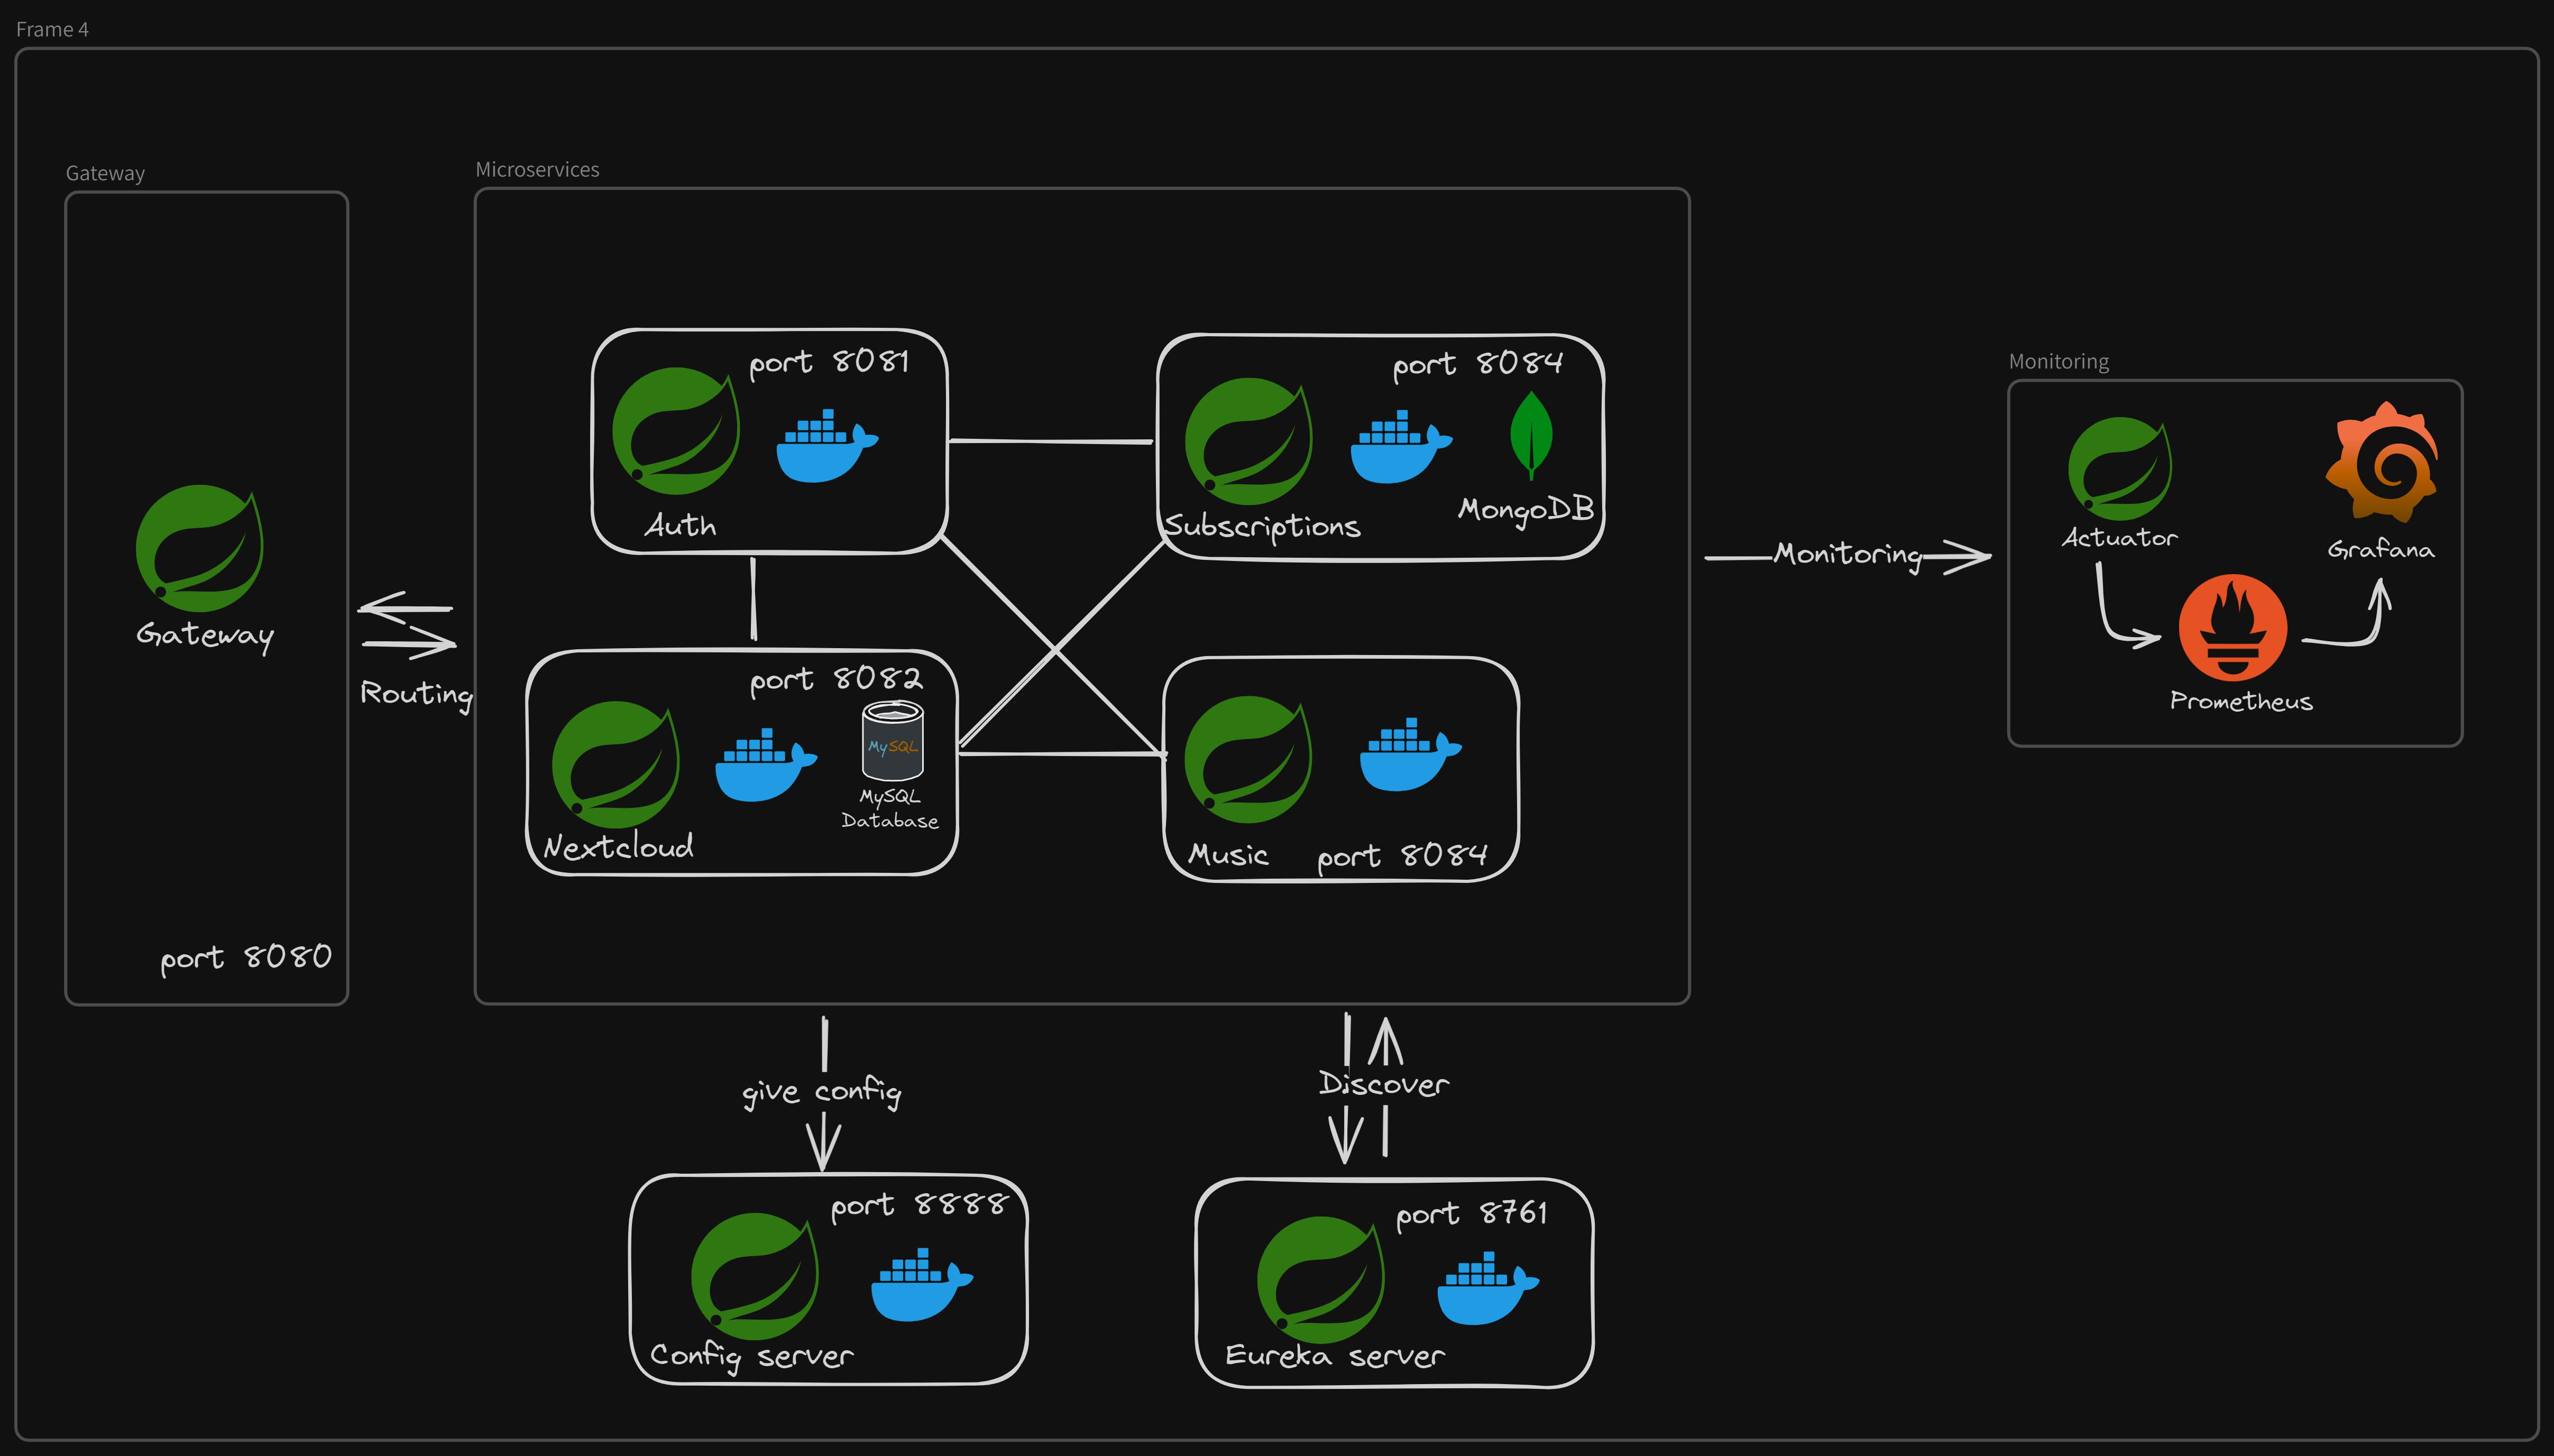 Frame 4
Gateway
Gateway
port 8080
Routing
Microservices
port 8081
Auth
port 8084
MongoDB
Subscriptions
port 8082
MySQL
MySQL
Database
Nextcloud
Music
port 8084
Monitoring
Monitoring
Actuator
Grafana
Prometheus
give config
Discover
port 8888
Config server
port 8761
Eureka server